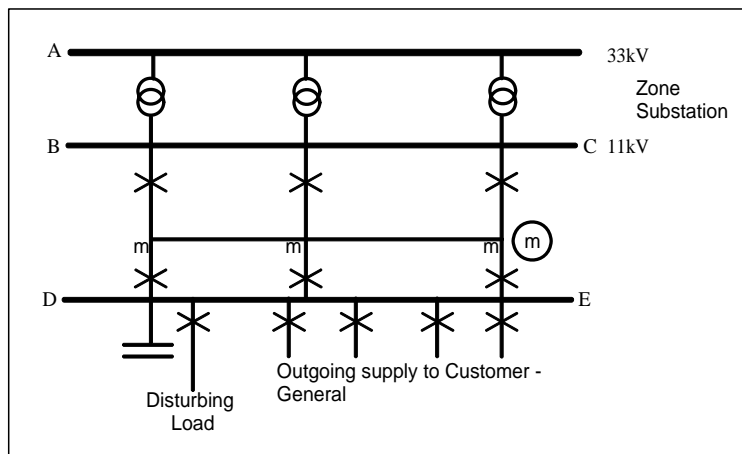 A
33kV
Zone
Substation
B
C 11kV
m m m m
D
E
Outgoing supply to Customer -
General
Disturbing
Load